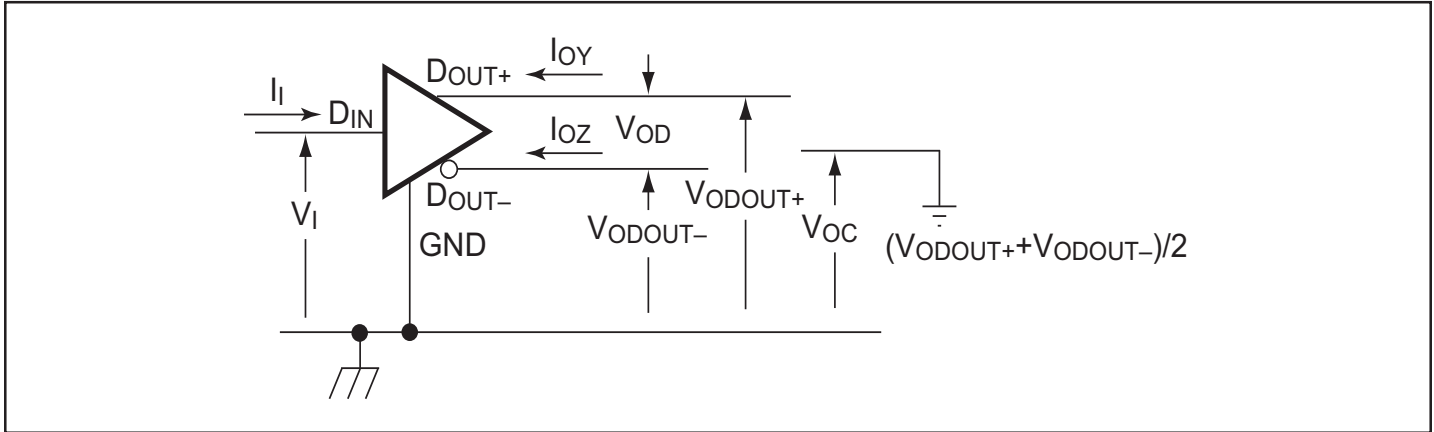 IOY
DOUT+
II
DIN
IOZ
VOD
DOUT–
VODOUT+
VI
VODOUT–
VOC
GND
(VODOUT++VODOUT–)/2